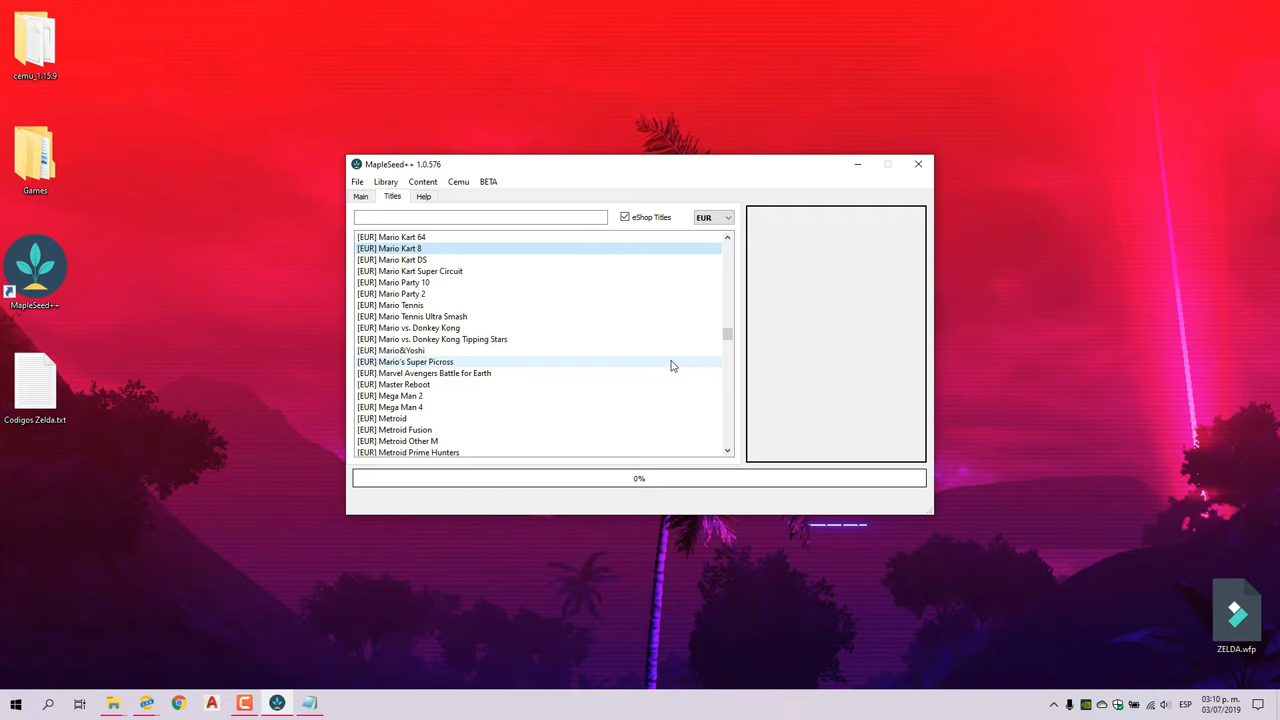 cemu_1.15.9
Games
MapleSeed++
Codigos Zelda.txt
MapleSeed++ 1.0.576
File Library Content Cemu BETA
Main Titles Help
eShop Titles EUR
[EUR] Mario Kart 64
[EUR] Mario Kart 8
[EUR] Mario Kart DS
[EUR] Mario Kart Super Circuit
[EUR] Mario Party 10
[EUR] Mario Party 2
[EUR] Mario Tennis
[EUR] Mario Tennis Ultra Smash
[EUR] Mario vs. Donkey Kong
[EUR] Mario vs. Donkey Kong Tipping Stars
[EUR] Mario&Yoshi
[EUR] Mario's Super Picross
[EUR] Marvel Avengers Battle for Earth
[EUR] Master Reboot
[EUR] Mega Man 2
[EUR] Mega Man 4
[EUR] Metroid
[EUR] Metroid Fusion
[EUR] Metroid Other M
[EUR] Metroid Prime Hunters
0%
ZELDA.wfp
ESP
03:10 p. m.
03/07/2019